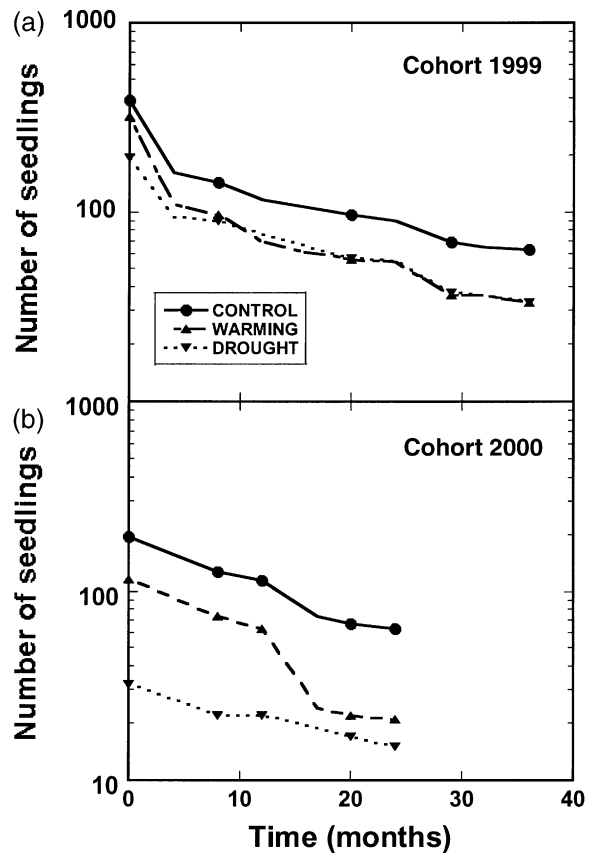 (a)
1000
Cohort 1999
Number of seedlings
100
CONTROL
WARMING
DROUGHT
(b)
1000
Cohort 2000
Number of seedlings
100
10
0 10 20 30 40
Time (months)